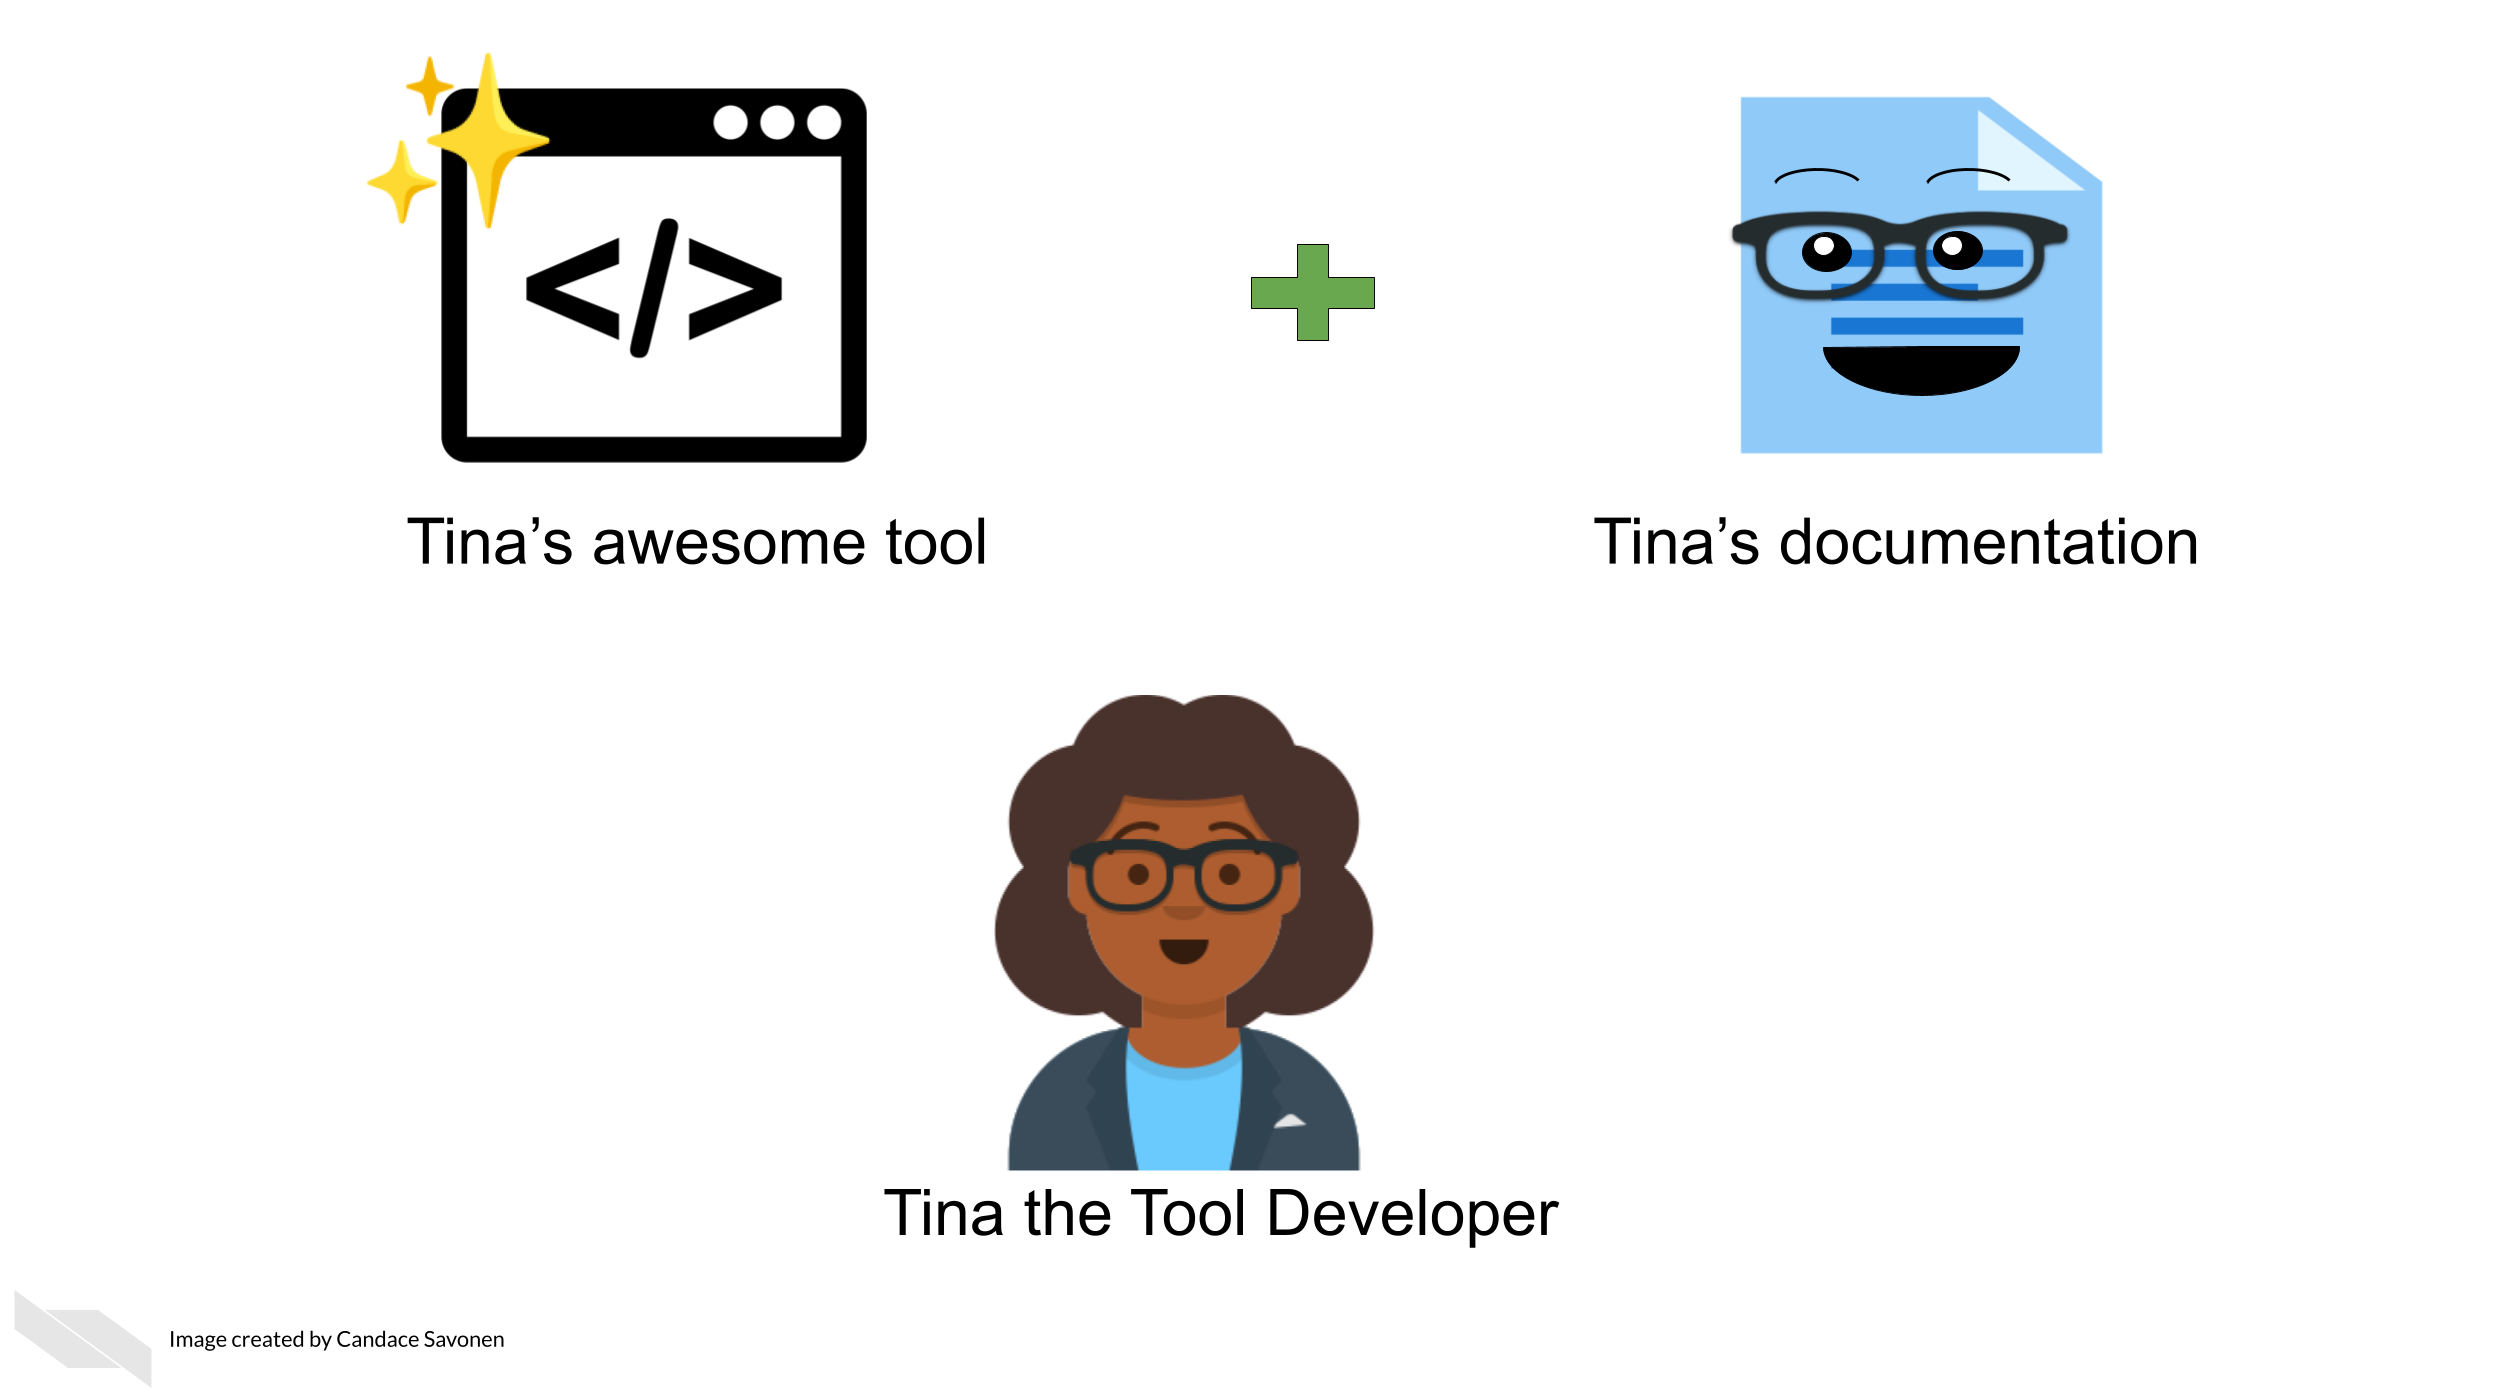 </>
Tina’s awesome tool
Tina’s documentation
Tina the Tool Developer
Image created by Candace Savonen